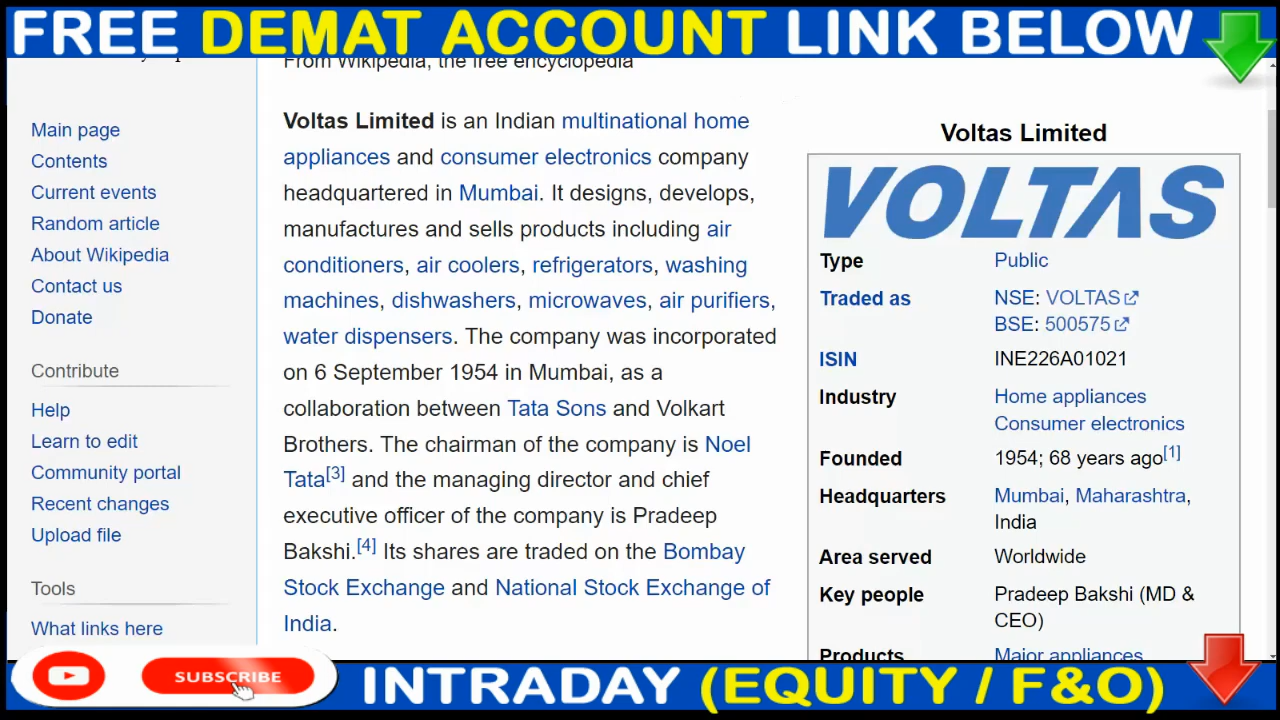 FREE DEMAT ACCOUNT LINK BELOW
From Wikipedia, the free encyclopedia
Main page
Contents
Current events
Random article
About Wikipedia
Contact us
Donate
Contribute
Help
Learn to edit
Community portal
Recent changes
Upload file
Tools
What links here
Voltas Limited is an Indian multinational home
appliances and consumer electronics company
headquartered in Mumbai. It designs, develops,
manufactures and sells products including air
conditioners, air coolers, refrigerators, washing
machines, dishwashers, microwaves, air purifiers,
water dispensers. The company was incorporated
on 6 September 1954 in Mumbai, as a
collaboration between Tata Sons and Volkart
Brothers. The chairman of the company is Noel
Tata[3] and the managing director and chief
executive officer of the company is Pradeep
Bakshi.[4] Its shares are traded on the Bombay
Stock Exchange and National Stock Exchange of
India.
Voltas Limited
VOLTAS
Type Public
Traded as NSE: VOLTAS
BSE: 500575
ISIN INE226A01021
Industry Home appliances
Consumer electronics
Founded 1954; 68 years ago[1]
Headquarters Mumbai, Maharashtra,
India
Area served Worldwide
Key people Pradeep Bakshi (MD &
CEO)
Products Major appliances
SUBSCRIBE
INTRADAY (EQUITY / F&O)